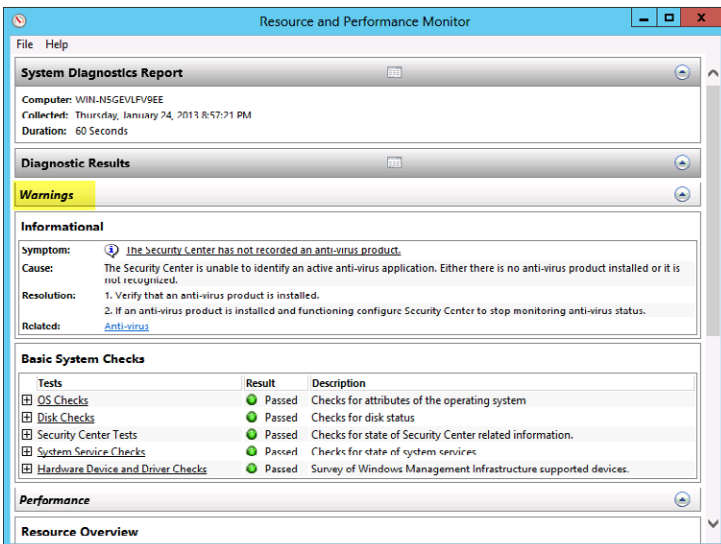 Resource and Performance Monitor
File Help
System Diagnostics Report
Computer: WIN-N5GEVLFV9EE
Collected: Thursday, January 24, 2013 8:57:21 PM
Duration: 60 Seconds
Diagnostic Results
Warnings
Informational
Symptom: The Security Center has not recorded an anti-virus product.
Cause: The Security Center is unable to identify an active anti-virus application. Either there is no anti-virus product installed or it is
not recognized.
Resolution: 1. Verify that an anti-virus product is installed.
2. If an anti-virus product is installed and functioning configure Security Center to stop monitoring anti-virus status.
Related: Anti-virus
Basic System Checks
Tests Result Description
OS Checks Passed Checks for attributes of the operating system
Disk Checks Passed Checks for disk status
Security Center Tests Passed Checks for state of Security Center related information.
System Service Checks Passed Checks for state of system services
Hardware Device and Driver Checks Passed Survey of Windows Management Infrastructure supported devices.
Performance
Resource Overview